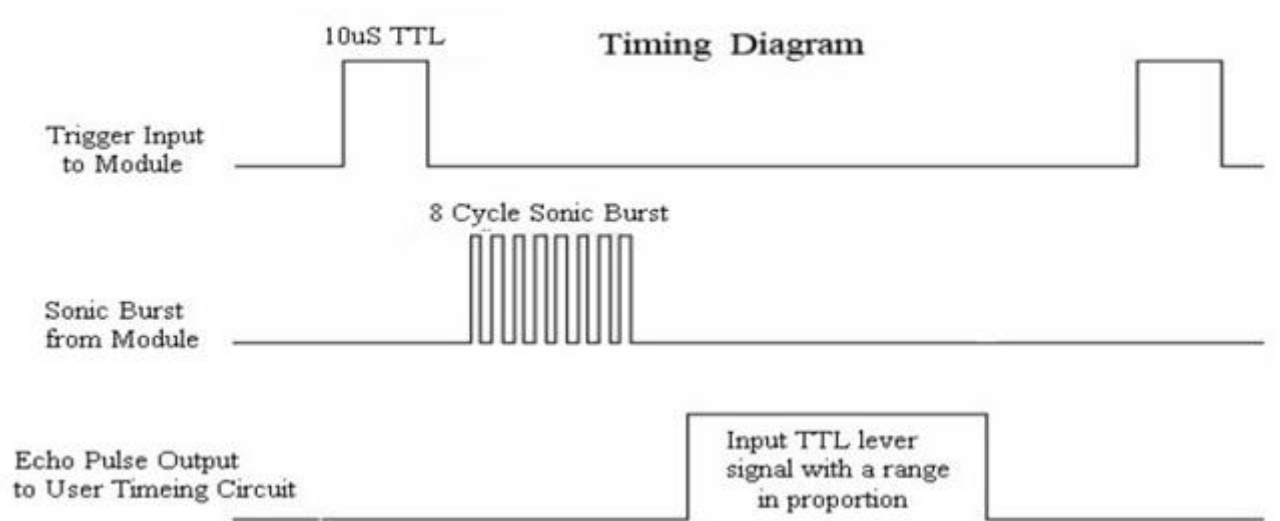 10uS TTL
Timing Diagram
Trigger Input
to Module
8 Cycle Sonic Burst
Sonic Burst
from Module
Echo Pulse Output
to User Timeing Circuit
Input TTL lever
signal with a range
in proportion